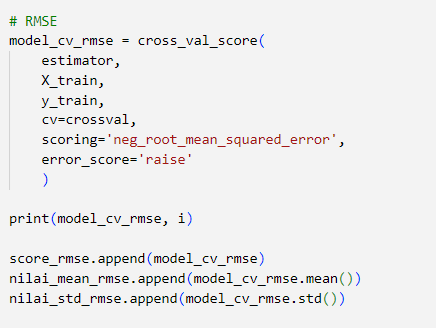 # RMSE
model_cv_rmse = cross_val_score(
    estimator,
    X_train,
    y_train,
    cv=crossval,
    scoring='neg_root_mean_squared_error',
    error_score='raise'
    )
print(model_cv_rmse, i)
score_rmse.append(model_cv_rmse)
nilai_mean_rmse.append(model_cv_rmse.mean())
nilai_std_rmse.append(model_cv_rmse.std())